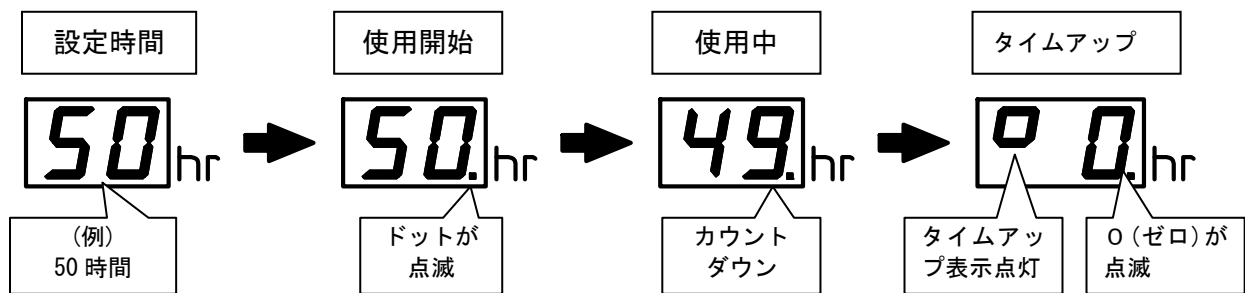 設定時間
使用開始
使用中
タイムアップ
50hr
50.hr
49.hr
o 0.hr
(例)
50時間
ドットが
点滅
カウント
ダウン
タイムアッ
プ表示点灯
0(ゼロ)が
点滅